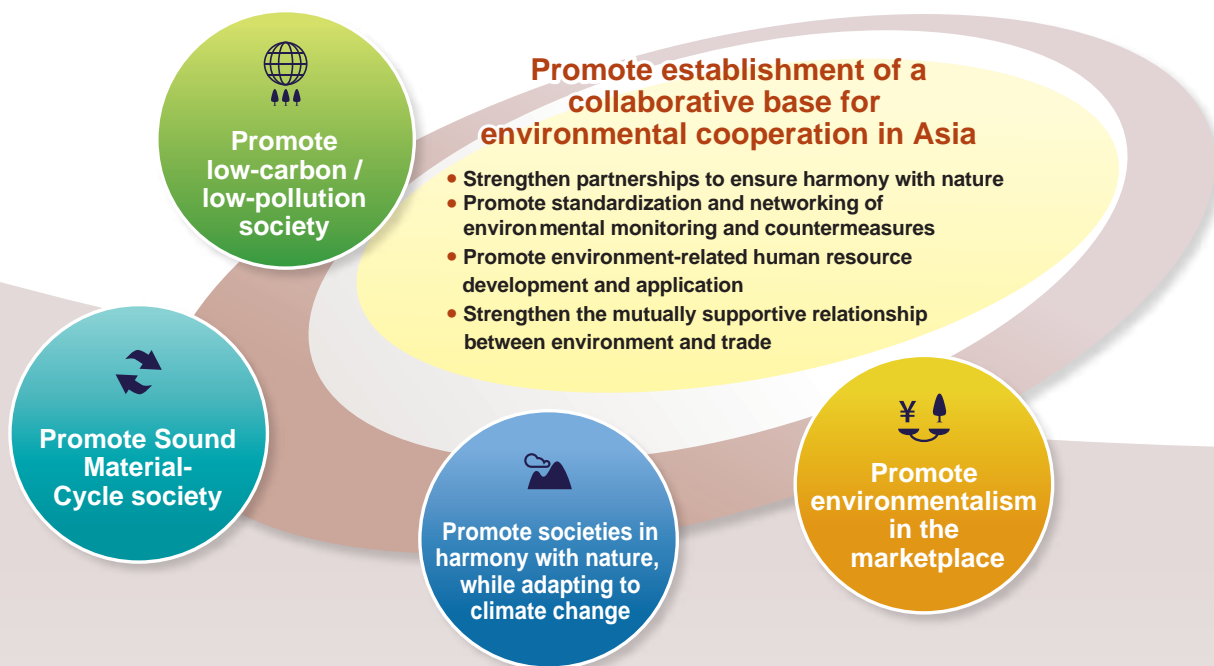 Promote establishment of a
collaborative base for
environmental cooperation in Asia
• Strengthen partnerships to ensure harmony with nature
• Promote standardization and networking of
environmental monitoring and countermeasures
• Promote environment-related human resource
development and application
• Strengthen the mutually supportive relationship
between environment and trade
Promote
low-carbon /
low-pollution
society
Promote Sound
Material-
Cycle society
Promote societies in
harmony with nature,
while adapting to
climate change
¥
Promote
environmentalism
in the
marketplace